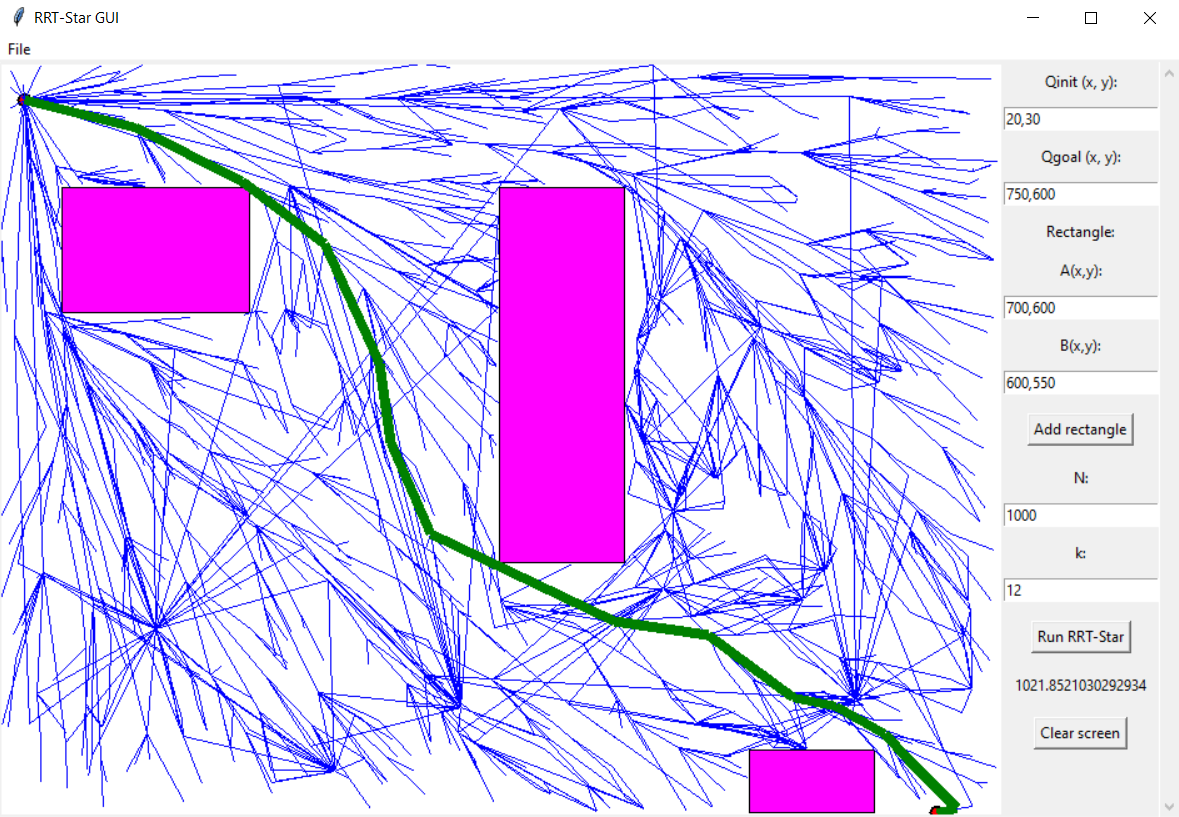 RRT-Star GUI
File
Qinit (x, y):
20,30
Qgoal (x, y):
750,600
Rectangle:
A(x,y):
700,600
B(x,y):
600,550
Add rectangle
N:
1000
k:
12
Run RRT-Star
1021.8521030292934
Clear screen